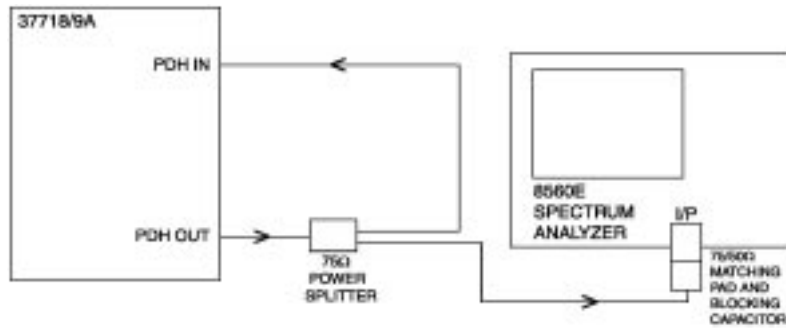 37718/9A
PDH IN
PDH OUT
75Ω
POWER
SPLITTER
8560E
SPECTRUM
ANALYZER
I/P
75/50Ω
MATCHING
PAD AND
BLOCKING
CAPACITOR